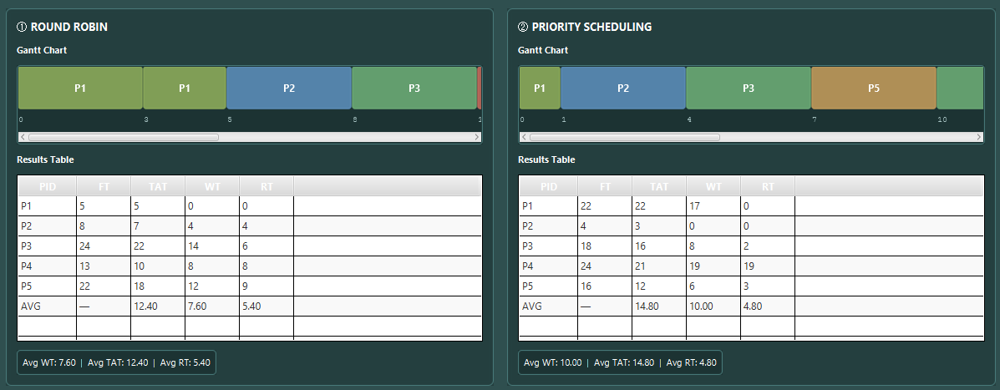 ① ROUND ROBIN
Gantt Chart
P1 P1 P2 P3
0 3 5 8 1
Results Table
PID FT TAT WT RT
P1 5 5 0 0
P2 8 7 4 4
P3 24 22 14 6
P4 13 10 8 8
P5 22 18 12 9
AVG — 12.40 7.60 5.40
Avg WT: 7.60 | Avg TAT: 12.40 | Avg RT: 5.40
② PRIORITY SCHEDULING
Gantt Chart
P1 P2 P3 P5
0 1 4 7 10
Results Table
PID FT TAT WT RT
P1 22 22 17 0
P2 4 3 0 0
P3 18 16 8 2
P4 24 21 19 19
P5 16 12 6 3
AVG — 14.80 10.00 4.80
Avg WT: 10.00 | Avg TAT: 14.80 | Avg RT: 4.80